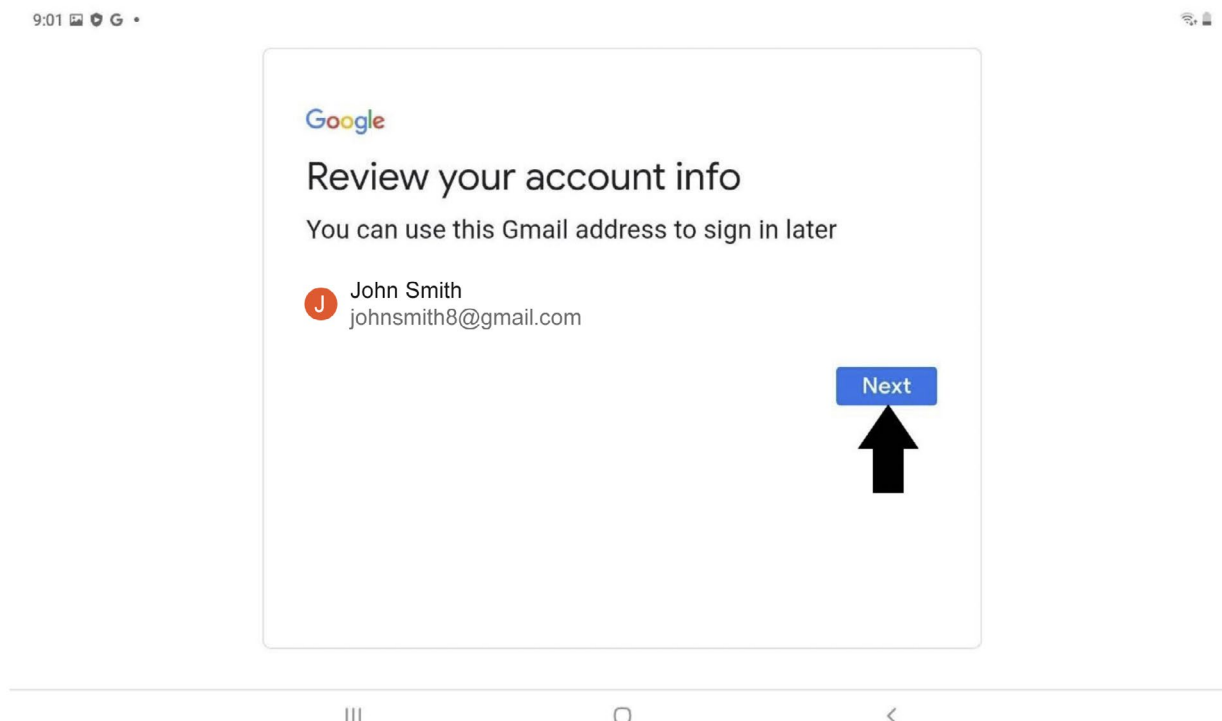 9:01 G
Google
Review your account info
You can use this Gmail address to sign in later
J
John Smith
johnsmith8@gmail.com
Next